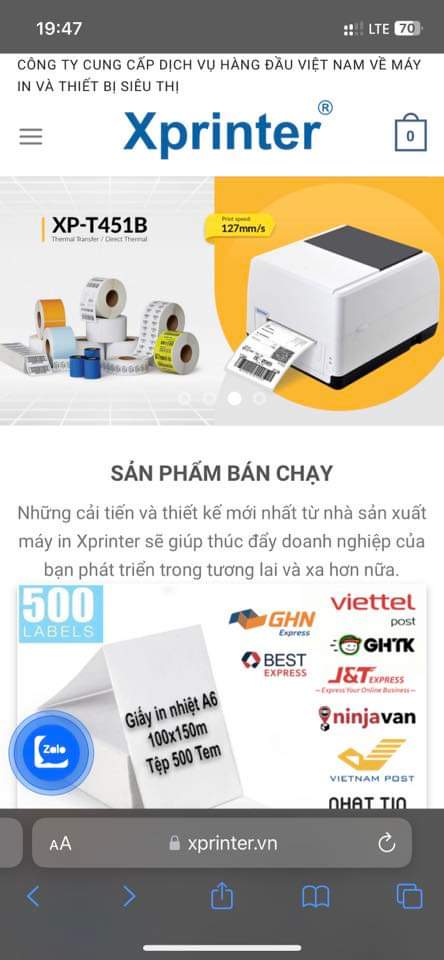 19:47
LTE 70
CÔNG TY CUNG CẤP DỊCH VỤ HÀNG ĐẦU VIỆT NAM VỀ MÁY
IN VÀ THIẾT BỊ SIÊU THỊ
Xprinter®
0
XP-T451B
Thermal Transfer / Direct Thermal
Print speed
127mm/s
SẢN PHẨM BÁN CHẠY
Những cải tiến và thiết kế mới nhất từ nhà sản xuất
máy in Xprinter sẽ giúp thúc đẩy doanh nghiệp của
bạn phát triển trong tương lai và xa hơn nữa.
500
LABELS
GHN
Express
BEST
EXPRESS
viettel
post
GHTK
J&T EXPRESS
Express Your Online Business
ninjavan
VIETNAM POST
NHAT TIN
Giấy in nhiệt A6
100x150m
Tệp 500 Tem
Zalo
AA
xprinter.vn